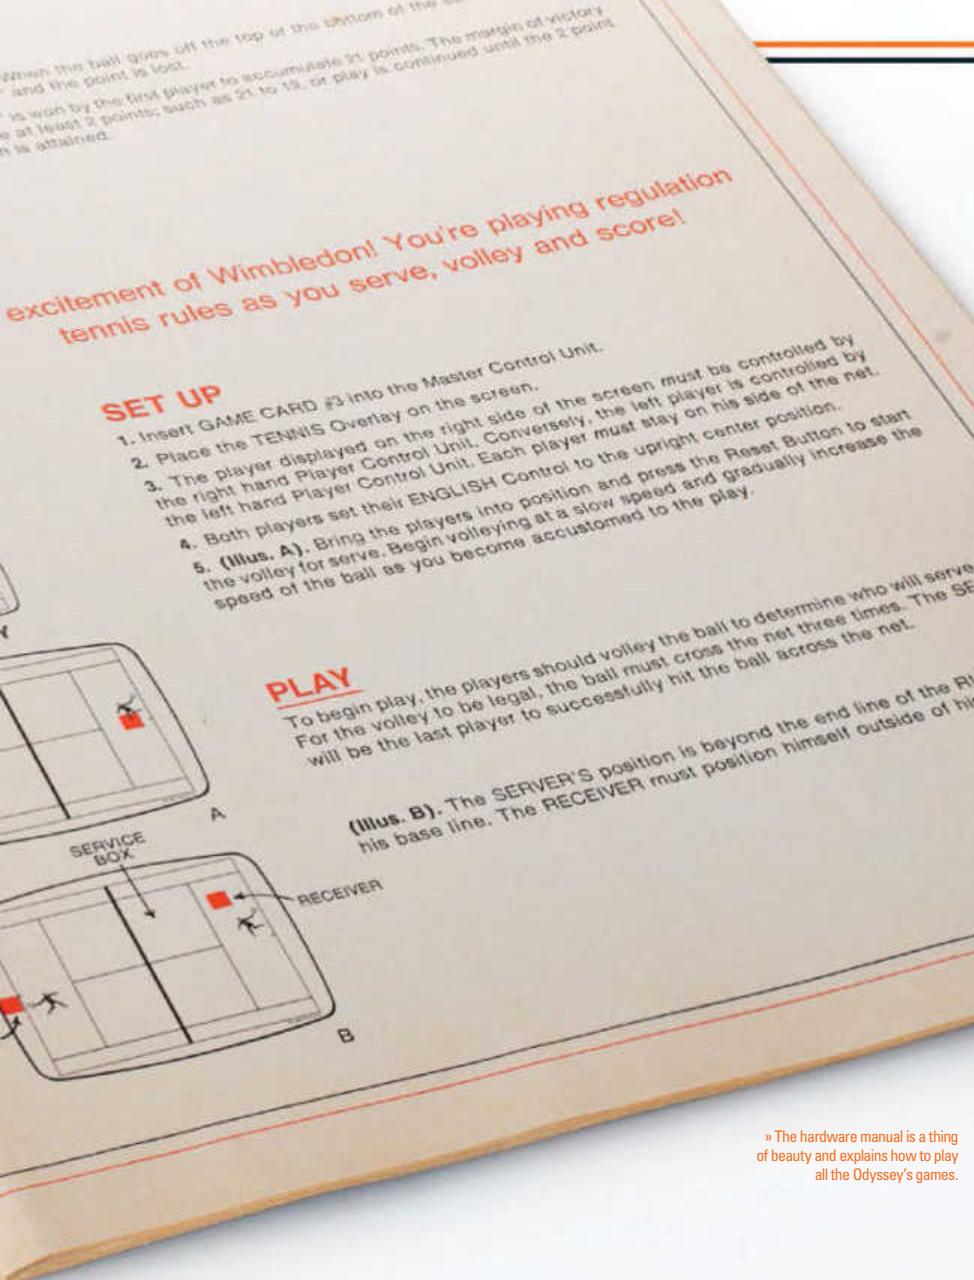 When the ball goes off the top or the bottom of the
and the point is lost.
is won by the first player to accumulate 21 points. The margin of victory
at least 2 points; such as 21 to 19, or play is continued until the 2 point
is attained.
excitement of Wimbledon! You're playing regulation
tennis rules as you serve, volley and score!
SET UP
1. Insert GAME CARD #3 into the Master Control Unit.
2. Place the TENNIS Overlay on the screen.
3. The player displayed on the right side of the screen must be controlled by
the right hand Player Control Unit. Conversely, the left player is controlled by
the left hand Player Control Unit. Each player must stay on his side of the net.
4. Both players set their ENGLISH Control to the upright center position.
5. (Illus. A). Bring the players into position and press the Reset Button to start
the volley for serve. Begin volleying at a slow speed and gradually increase the
speed of the ball as you become accustomed to the play.
PLAY
To begin play, the players should volley the ball to determine who will serve
For the volley to be legal, the ball must cross the net three times. The SE
will be the last player to successfully hit the ball across the net.
(Illus. B). The SERVER'S position is beyond the end line of the RI
his base line. The RECEIVER must position himself outside of hi
Y
A
SERVICE
BOX
RECEIVER
B
» The hardware manual is a thing
of beauty and explains how to play
all the Odyssey's games.